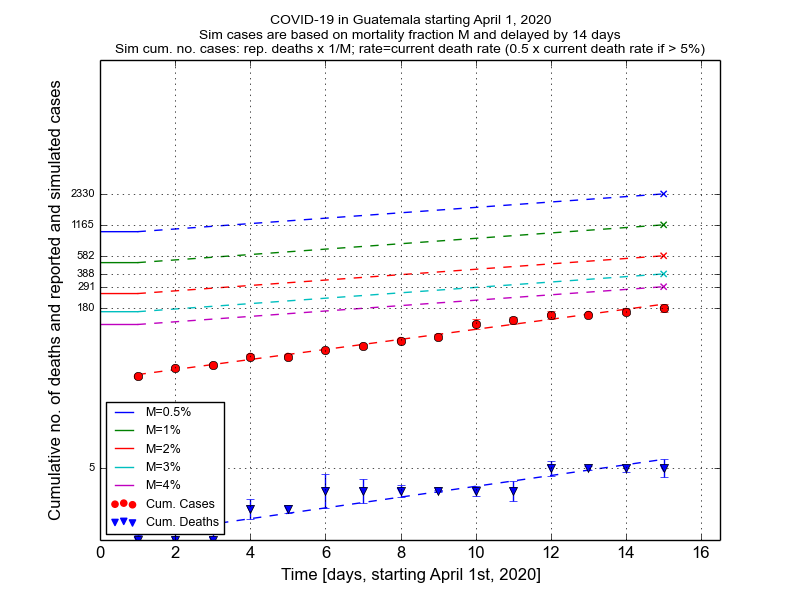 COVID-19 in Guatemala starting April 1, 2020
Sim cases are based on mortality fraction M and delayed by 14 days
Sim cum. no. cases: rep. deaths x 1/M; rate=current death rate (0.5 x current death rate if > 5%)
Cumulative no. of deaths and reported and simulated cases
2330
1165
582
388
291
180
5
M=0.5%
M=1%
M=2%
M=3%
M=4%
Cum. Cases
Cum. Deaths
0 2 4 6 8 10 12 14 16
Time [days, starting April 1st, 2020]